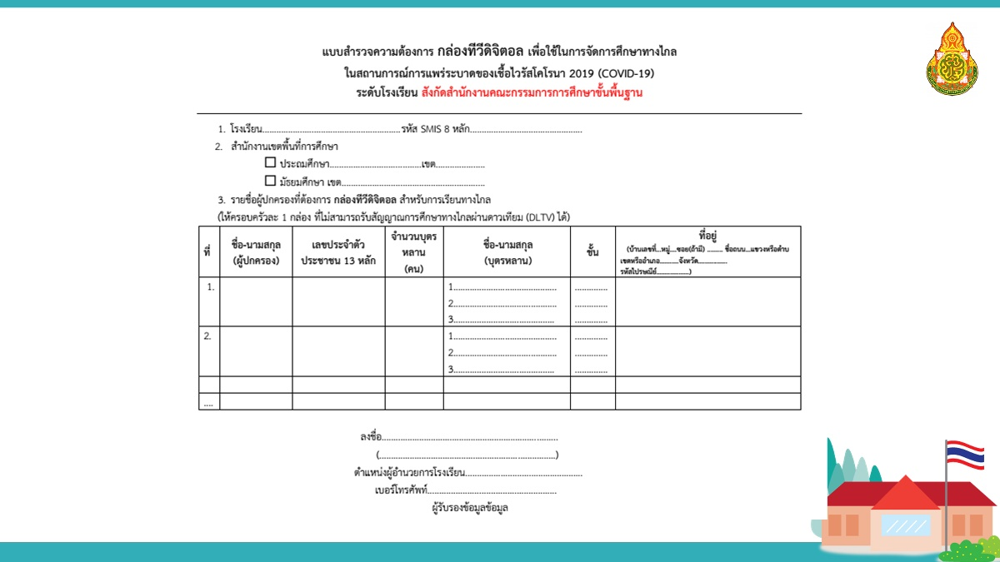 แบบสำรวจความต้องการ กล่องทีวีดิจิตอล เพื่อใช้ในการจัดการศึกษาทางไกล
ในสถานการณ์การแพร่ระบาดของเชื้อไวรัสโคโรนา 2019 (COVID-19)
ระดับโรงเรียน สังกัดสำนักงานคณะกรรมการการศึกษาขั้นพื้นฐาน
1. โรงเรียน............................................................รหัส SMIS 8 หลัก................................................
2. สำนักงานเขตพื้นที่การศึกษา
☐ ประถมศึกษา.......................................เขต.....................
☐ มัธยมศึกษา เขต.............................................................
3. รายชื่อผู้ปกครองที่ต้องการ กล่องทีวีดิจิตอล สำหรับการเรียนทางไกล
(ให้ครอบครัวละ 1 กล่อง ที่ไม่สามารถรับสัญญาณการศึกษาทางไกลผ่านดาวเทียม (DLTV) ได้)
ที่
ชื่อ-นามสกุล
(ผู้ปกครอง)
เลขประจำตัว
ประชาชน 13 หลัก
จำนวนบุตร
หลาน
(คน)
ชื่อ-นามสกุล
(บุตรหลาน)
ชั้น
ที่อยู่
(บ้านเลขที่...หมู่....ซอย(ถ้ามี) ......... ชื่อถนน...แขวงหรือตำบ
เขตหรืออำเภอ...........จังหวัด.................
รหัสไปรษณีย์...................)
1.
1............................................ ..............
2............................................ ..............
3........................................... ..............
2.
1............................................ ..............
2............................................ ..............
3........................................... ..............
....
ลงชื่อ...........................................................................
(...........................................................................)
ตำแหน่งผู้อำนวยการโรงเรียน..................................................
เบอร์โทรศัพท์.......................................................
ผู้รับรองข้อมูลข้อมูล